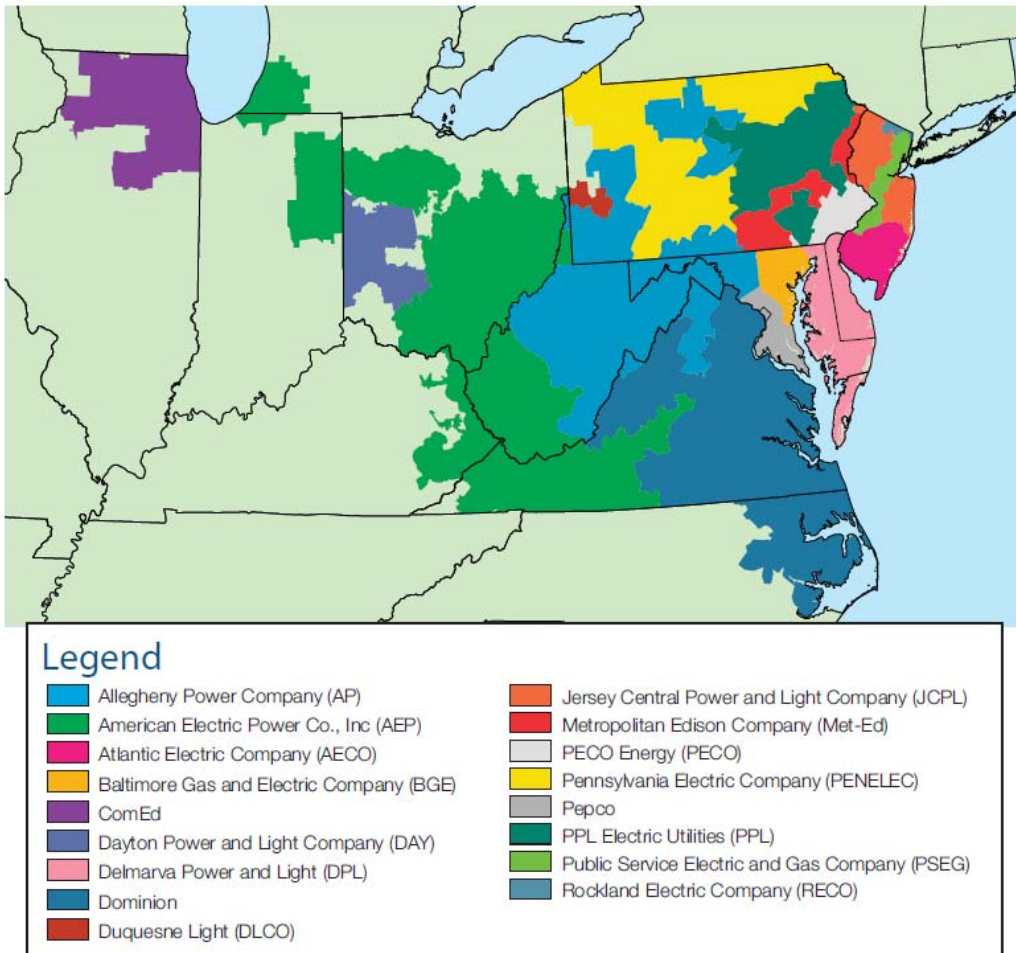 Legend
Allegheny Power Company (AP)
American Electric Power Co., Inc (AEP)
Atlantic Electric Company (AECO)
Baltimore Gas and Electric Company (BGE)
ComEd
Dayton Power and Light Company (DAY)
Delmarva Power and Light (DPL)
Dominion
Duquesne Light (DLCO)
Jersey Central Power and Light Company (JCPL)
Metropolitan Edison Company (Met-Ed)
PECO Energy (PECO)
Pennsylvania Electric Company (PENELEC)
Pepco
PPL Electric Utilities (PPL)
Public Service Electric and Gas Company (PSEG)
Rockland Electric Company (RECO)